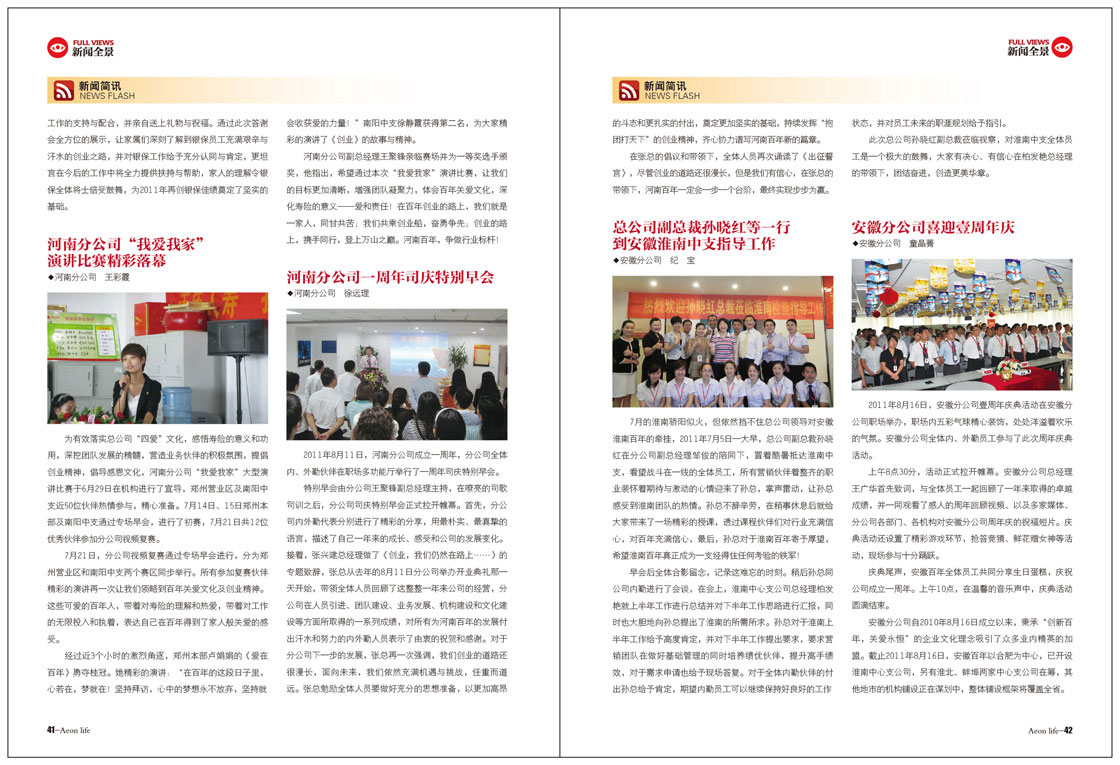 FULL VIEWS
新闻全景
新闻简讯
NEWS FLASH
工作的支持与配合，并亲自送上礼物与祝福。通过此次答谢
会全方位的展示，让家属们深刻了解到银保员工充满艰辛与
汗水的创业之路，并对银保工作给予充分认同与肯定，更坦
言在今后的工作中将全力提供扶持与帮助，家人的理解令银
保全体将士倍受鼓舞，为2011年再创银保佳绩奠定了坚实的
基础。
河南分公司“我爱我家”
演讲比赛精彩落幕
◆河南分公司　王彩霞
为有效落实总公司“四爱”文化，感悟寿险的意义和功
用，深挖团队发展的精髓，营造业务伙伴的积极氛围，提倡
创业精神，倡导感恩文化，河南分公司“我爱我家”大型演
讲比赛于6月29日在机构进行了宣导，郑州营业区及南阳中
支近50位伙伴热情参与，精心准备。7月14日、15日郑州本
部及南阳中支通过专场早会，进行了初赛，7月21日共12位
优秀伙伴参加分公司视频复赛。
7月21日，分公司视频复赛通过专场早会进行，分为郑
州营业区和南阳中支两个赛区同步举行。所有参加复赛伙伴
精彩的演讲再一次让我们领略到百年关爱文化及创业精神。
这些可爱的百年人，带着对寿险的理解和热爱，带着对工作
的无限投入和执着，表达自己在百年得到了家人般关爱的感
受。
经过近3个小时的激烈角逐，郑州本部卢娟娟的《爱在
百年》勇夺桂冠。她精彩的演讲：“在百年的这段日子里，
心若在，梦就在！坚持拜访，心中的梦想永不放弃，坚持就
会收获爱的力量！”南阳中支徐静霞获得第二名，为大家精
彩的演讲了《创业》的故事与精神。
河南分公司副总经理王聚锋亲临赛场并为一等奖选手颁
奖，他指出，希望通过本次“我爱我家”演讲比赛，让我们
的目标更加清晰，增强团队凝聚力，体会百年关爱文化，深
化寿险的意义——爱和责任！在百年创业的路上，我们就是
一家人，同甘共苦；我们共乘创业船，奋勇争先；创业的路
上，携手同行，登上万山之巅。河南百年，争做行业标杆！
河南分公司一周年司庆特别早会
◆河南分公司　徐远理
2011年8月11日，河南分公司成立一周年，分公司全体
内、外勤伙伴在职场多功能厅举行了一周年司庆特别早会。
特别早会由分公司王聚锋副总经理主持，在嘹亮的司歌
司训之后，分公司司庆特别早会正式拉开帷幕。首先，分公
司内外勤代表分别进行了精彩的分享，用最朴实、最真挚的
语言，描述了自己一年来的成长、感受和公司的发展变化。
接着，张兴建总经理做了《创业，我们仍然在路上……》的
专题致辞，张总从去年的8月11日分公司举办开业典礼那一
天开始，带领全体人员回顾了这整整一年来公司的经营，分
公司在人员引进、团队建设、业务发展、机构建设和文化建
设等方面所取得的一系列成绩，对所有为河南百年的发展付
出汗水和努力的内外勤人员表示了由衷的祝贺和感谢。对于
分公司下一步的发展，张总再一次强调，我们创业的道路还
很漫长，面向未来，我们依然充满机遇与挑战，任重而道
远。张总勉励全体人员要做好充分的思想准备，以更加高昂
41-Aeon life
FULL VIEWS
新闻全景
新闻简讯
NEWS FLASH
的斗志和更扎实的付出，奠定更加坚实的基础，持续发挥“抱
团打天下”的创业精神，齐心协力谱写河南百年新的篇章。
在张总的倡议和带领下，全体人员再次诵读了《出征誓
言》，尽管创业的道路还很漫长，但是我们有信心，在张总的
带领下，河南百年一定会一步一个台阶，最终实现步步为赢。
总公司副总裁孙晓红等一行
到安徽淮南中支指导工作
◆安徽分公司　纪　宝
热烈欢迎孙晓红总裁莅临淮南检查指导工作
7月的淮南骄阳似火，但依然挡不住总公司领导对安徽
淮南百年的牵挂，2011年7月5日一大早，总公司副总裁孙晓
红在分公司副总经理邹俊的陪同下，冒着酷暑抵达淮南中
支，看望战斗在一线的全体员工，所有营销伙伴着整齐的职
业装怀着期待与激动的心情迎来了孙总，掌声雷动，让孙总
感受到淮南团队的热情。孙总不辞辛劳，在稍事休息后就给
大家带来了一场精彩的授课，透过课程伙伴们对行业充满信
心，对百年充满信心，最后，孙总对于淮南百年寄予厚望，
希望淮南百年真正成为一支经得住任何考验的铁军！
早会后全体合影留念，记录这难忘的时刻。稍后孙总同
公司内勤进行了会谈，在会上，淮南中心支公司总经理柏发
艳就上半年工作进行总结并对下半年工作思路进行汇报，同
时也大胆地向孙总提出了淮南的所需所求。孙总对于淮南上
半年工作给予高度肯定，并对下半年工作提出要求，要求营
销团队在做好基础管理的同时培养绩优伙伴，提升高手绩
效，对于需求申请也给予现场答复。对于全体内勤伙伴的付
出孙总给予肯定，期望内勤员工可以继续保持好良好的工作
状态，并对员工未来的职涯规划给予指引。
此次总公司孙晓红副总裁莅临视察，对淮南中支全体员
工是一个极大的鼓舞，大家有决心、有信心在柏发艳总经理
的带领下，团结奋进，创造更美华章。
安徽分公司喜迎壹周年庆
◆安徽分公司　童晶菁
2011年8月16日，安徽分公司壹周年庆典活动在安徽分
公司职场举办，职场内五彩气球精心装饰，处处洋溢着欢乐
的气氛。安徽分公司全体内、外勤员工参与了此次周年庆典
活动。
上午8点30分，活动正式拉开帷幕。安徽分公司总经理
王广华首先致词，与全体员工一起回顾了一年来取得的卓越
成绩，并一同观看了感人的周年回顾视频、以及多家媒体、
分公司各部门、各机构对安徽分公司周年庆的祝福短片。庆
典活动还设置了精彩游戏环节，抢答竞猜、鲜花赠女神等活
动，现场参与十分踊跃。
庆典尾声，安徽百年全体员工共同分享生日蛋糕，庆祝
公司成立一周年。上午10点，在温馨的音乐声中，庆典活动
圆满结束。
安徽分公司自2010年8月16日成立以来，秉承“创新百
年，关爱永恒”的企业文化理念吸引了众多业内精英的加
盟。截止2011年8月16日，安徽百年以合肥为中心，已开设
淮南中心支公司，另有淮北、蚌埠两家中心支公司在筹，其
他地市的机构铺设正在谋划中，整体铺设框架将覆盖全省。
Aeon life-42